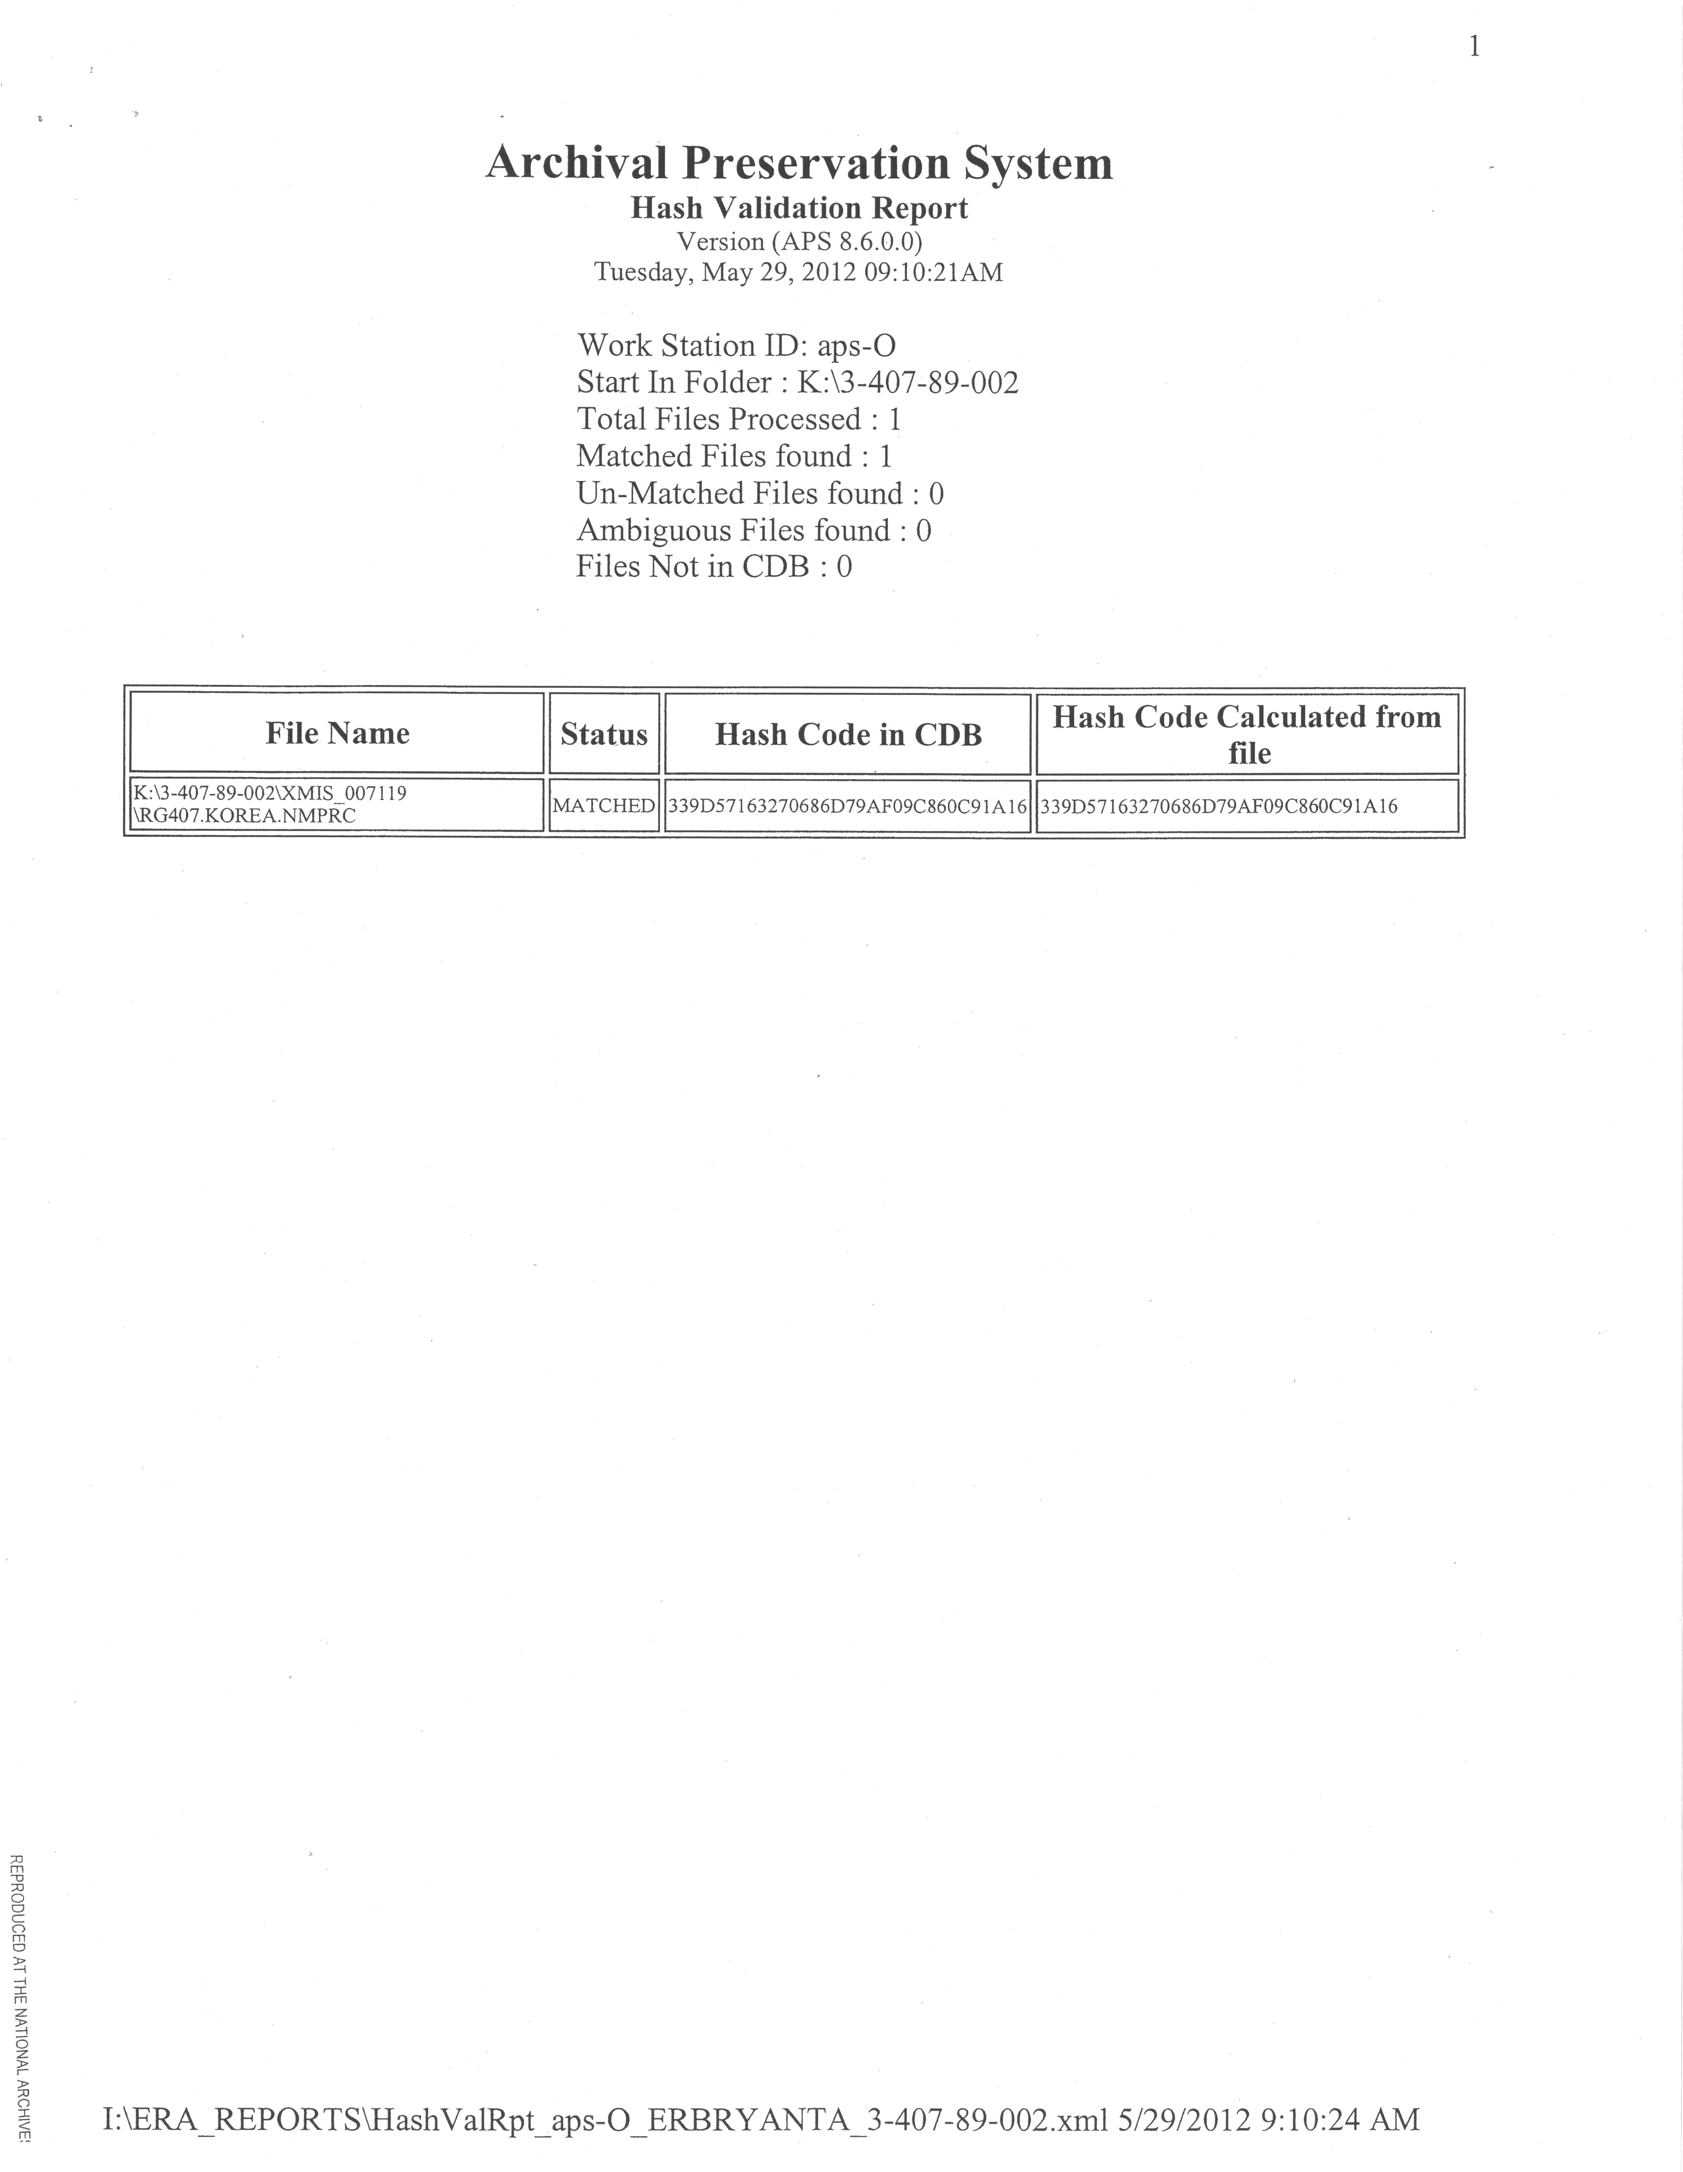 1
Archival Preservation System
Hash Validation Report
Version (APS 8.6.0.0)
Tuesday, May 29, 2012 09:10:21AM
Work Station ID: aps-O
Start In Folder : K:\3-407-89-002
Total Files Processed : 1
Matched Files found : 1
Un-Matched Files found : 0
Ambiguous Files found : 0
Files Not in CDB : 0
File Name Status Hash Code in CDB Hash Code Calculated from file
K:\3-407-89-002\XMIS_007119
\RG407.KOREA.NMPRC
MATCHED 339D57163270686D79AF09C860C91A16 339D57163270686D79AF09C860C91A16
REPRODUCED AT THE NATIONAL ARCHIVES
I:\ERA_REPORTS\HashValRpt_aps-O_ERBRYANTA_3-407-89-002.xml 5/29/2012 9:10:24 AM